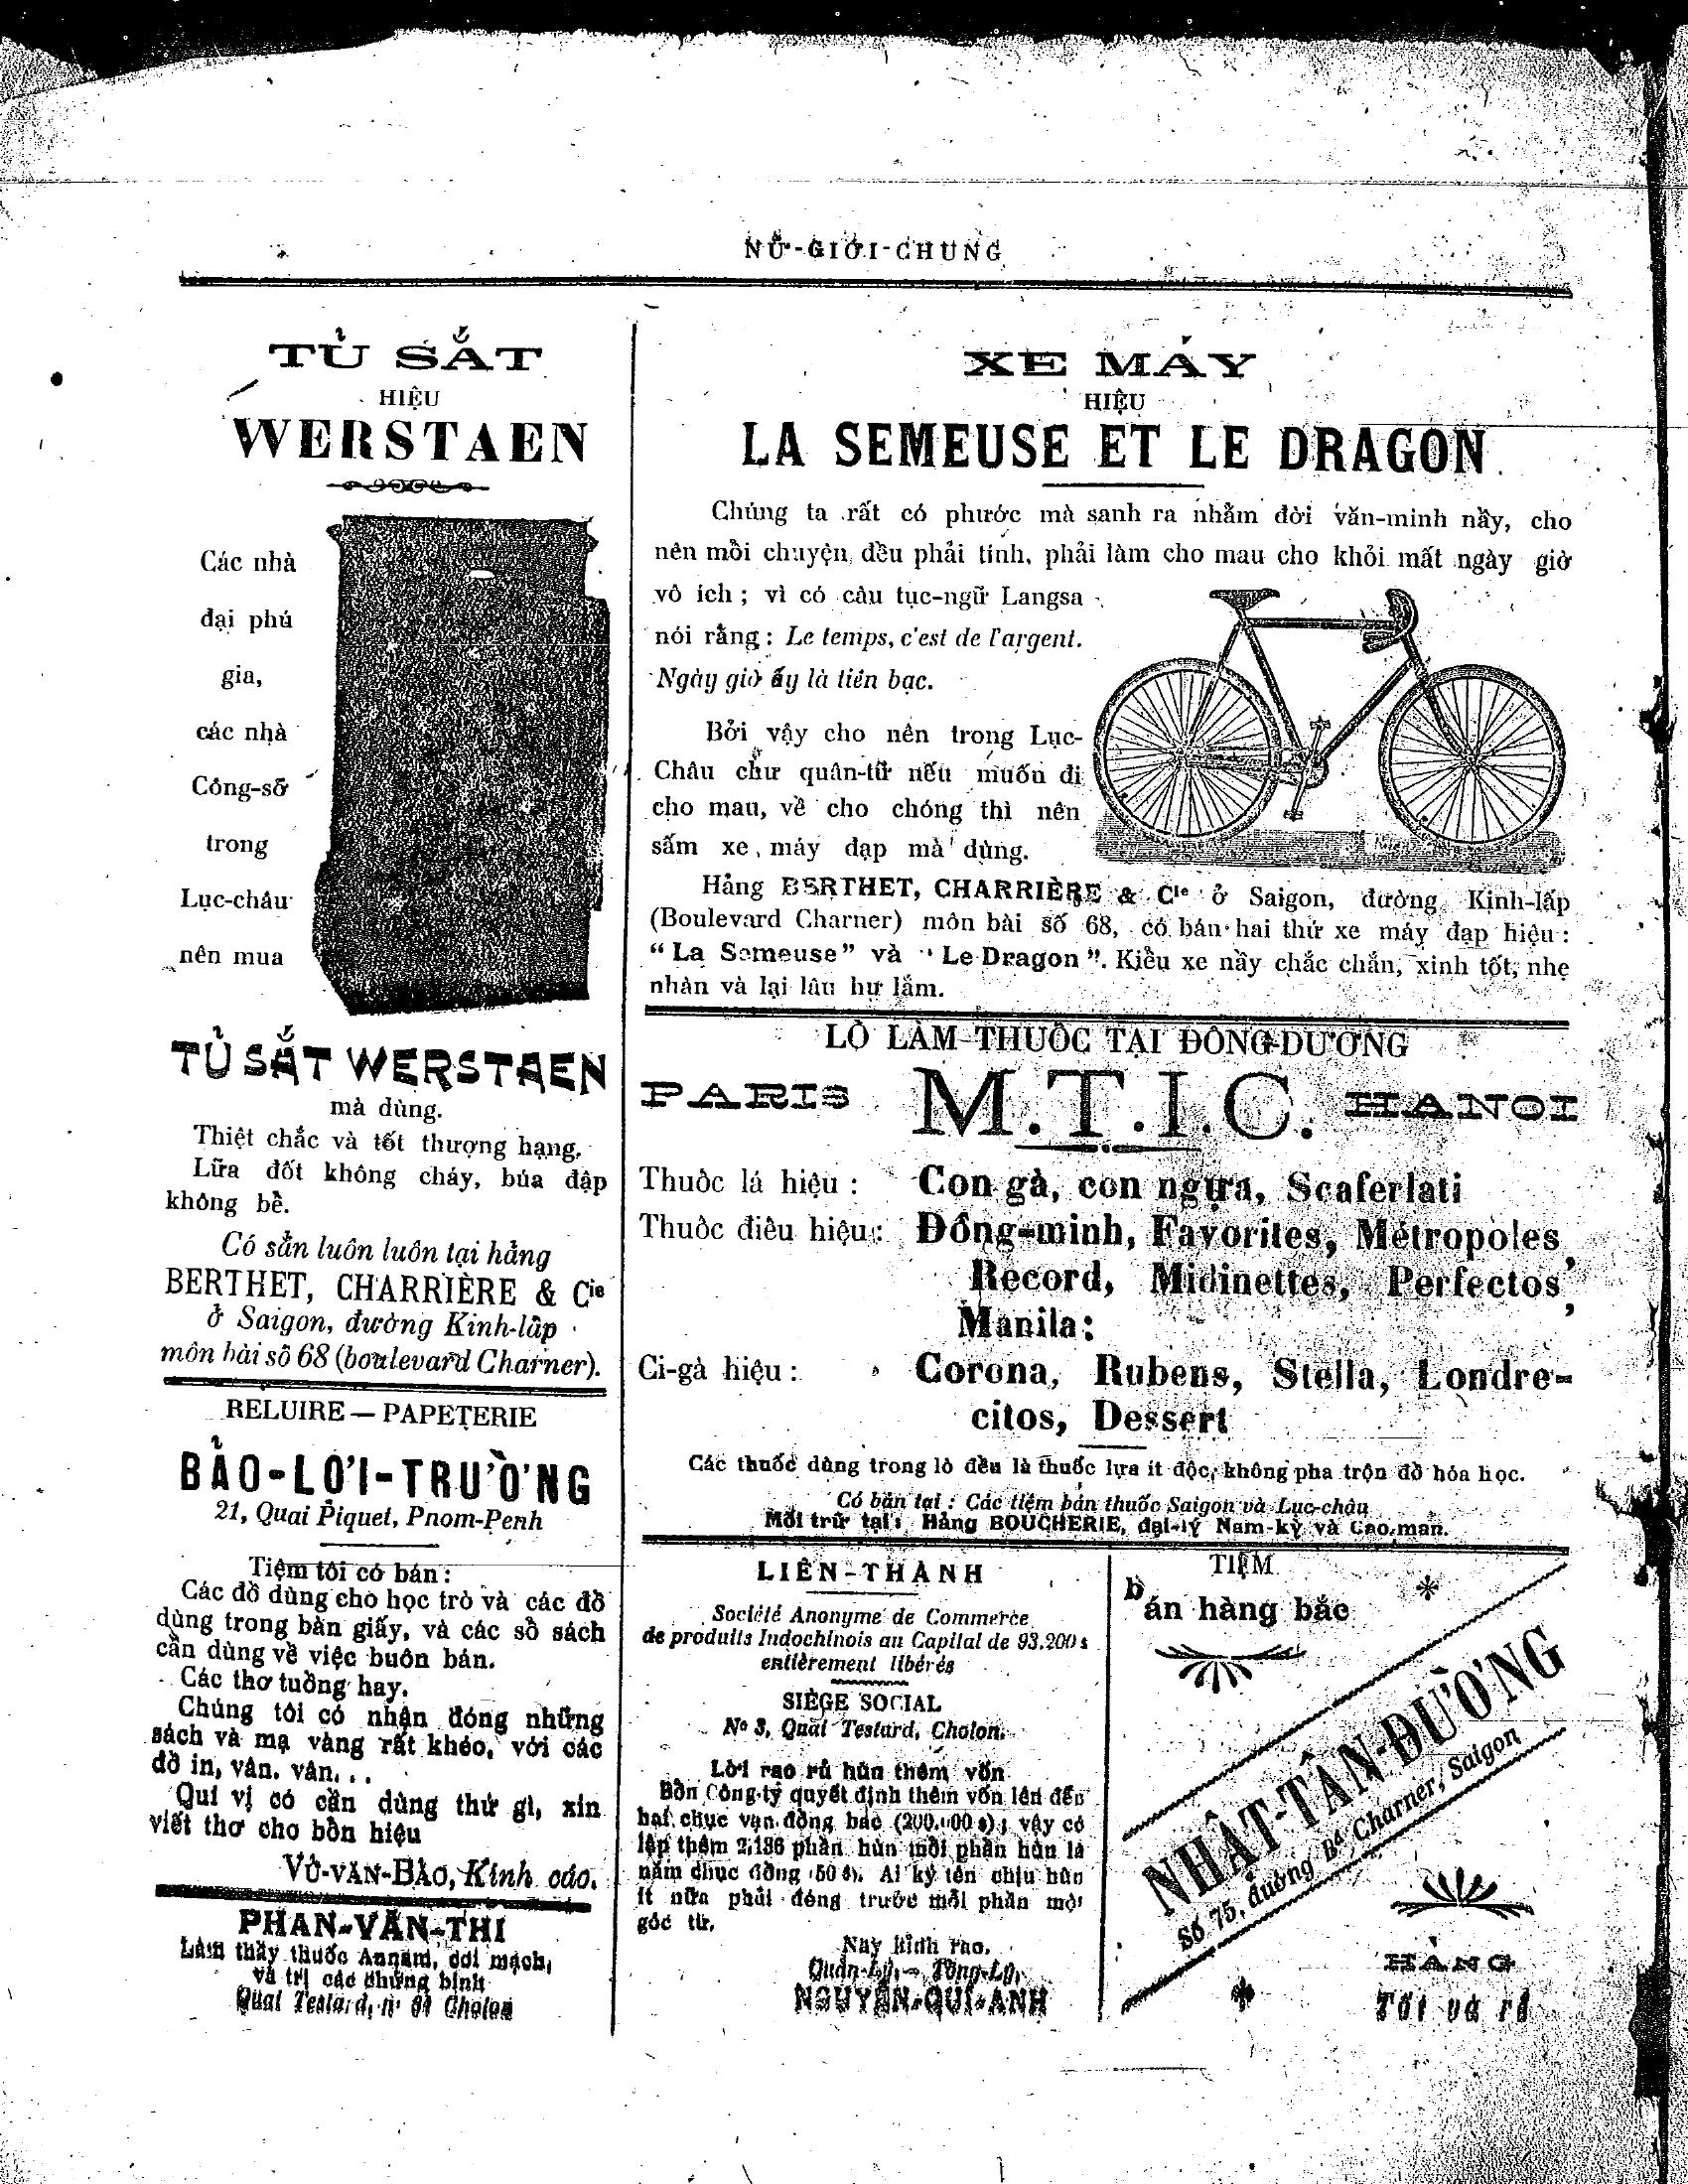 NỮ-GIỚI-CHUNG
TỦ SẮT
HIỆU
WERSTAEN
Các nhà
đại phú
gia,
các nhà
Công-sỡ
trong
Lục-châu
nên mua
TỦ SẮT WERSTAEN
mà dùng.
Thiệt chắc và tốt thượng hạng.
Lữa đốt không cháy, búa đập
không bể.
Có sẳn luôn luôn tại hảng
BERTHET, CHARRIÈRE & Cie
ở Saigon, đường Kinh-lấp
môn bài số 68 (boulevard Charner).
RELUIRE — PAPETERIE
BẢO-LỢI-TRƯỜNG
21, Quai Piquet, Pnom-Penh
Tiệm tôi có bán :
Các đồ dùng cho học trò và các đồ
dùng trong bàn giấy, và các sồ sách
cần dùng về việc buôn bán.
Các thơ tuồng hay.
Chúng tôi có nhận đóng những
sách và mạ vàng rất khéo, với các
đồ in, vân. vân...
Quí vị có cần dùng thứ gì, xin
viết thơ cho bồn hiệu
VÕ-VĂN-BẢO, Kính cáo.
PHAN-VĂN-THI
Làm thầy thuốc Annam, coi mạch,
và trị các chứng bịnh
Quai Testard, n° 81 Cholon
XE MÁY
HIỆU
LA SEMEUSE ET LE DRAGON
Chúng ta rất có phước mà sanh ra nhằm đời văn-minh nầy, cho
nên mỗi chuyện đều phải tính, phải làm cho mau cho khỏi mất ngày giờ
vô ích ; vì có câu tục-ngữ Langsa
nói rằng : Le temps, c'est de l'argent.
Ngày giờ ấy là tiền bạc.
Bởi vậy cho nên trong Lục-
Châu chư quân-tử nếu muốn đi
cho mau, về cho chóng thì nên
sấm xe máy đạp mà dùng.
Hảng BERTHET, CHARRIÈRE & Cie ở Saigon, đường Kinh-lấp
(Boulevard Charner) môn bài số 68, có bán hai thứ xe máy đạp hiệu :
“ La Semeuse ” và “ Le Dragon ”. Kiểu xe nầy chắc chắn, xinh tốt, nhẹ
nhàn và lại lâu hư lắm.
LÒ LÀM THUỐC TẠI ĐÔNG-DƯƠNG
PARIS M.T.I.C. HANOI
Thuốc lá hiệu : Con gà, con ngựa, Scaferlati
Thuốc điếu hiệu : Đồng-minh, Favorites, Métropoles,
Record, Midinettes, Perfectos,
Manila:
Ci-gà hiệu : Corona, Rubens, Stella, Londre-
citos, Dessert
Các thuốc dùng trong lò đều là thuốc lựa ít độc, không pha trộn đồ hóa học.
Có bán tại : Các tiệm bán thuốc Saigon và Lục-châu
Mối trữ tại : Hảng BOUCHERIE, đại-lý Nam-kỳ và Cao-man.
LIÊN-THÀNH
Société Anonyme de Commerce
de produits Indochinois au Capital de 93.200$
entièrement libérés
SIÈGE SOCIAL
No 3, Quai Testard, Cholon.
Lời rao rủ hùn thêm vốn
Bồn Công-ty quyết định thêm vốn lên đến
hai chục vạn đồng bạc (200.000$); vậy có
lập thêm 2.136 phần hùn mỗi phần hùn là
năm chục đồng (50$). Ai ký tên chịu hùn
ít nữa phải đóng trước mỗi phần một
góc tư.
Nay kính rao.
Quản-Lý, — Tổng-Lý,
NGUYỄN-QUÍ-ANH
TIỆM
bán hàng bắc
NHẬT-TÂN-ĐƯỜNG
Số 75, đường Bd Charner, Saigon
HÀNG
Tốt và rẻ